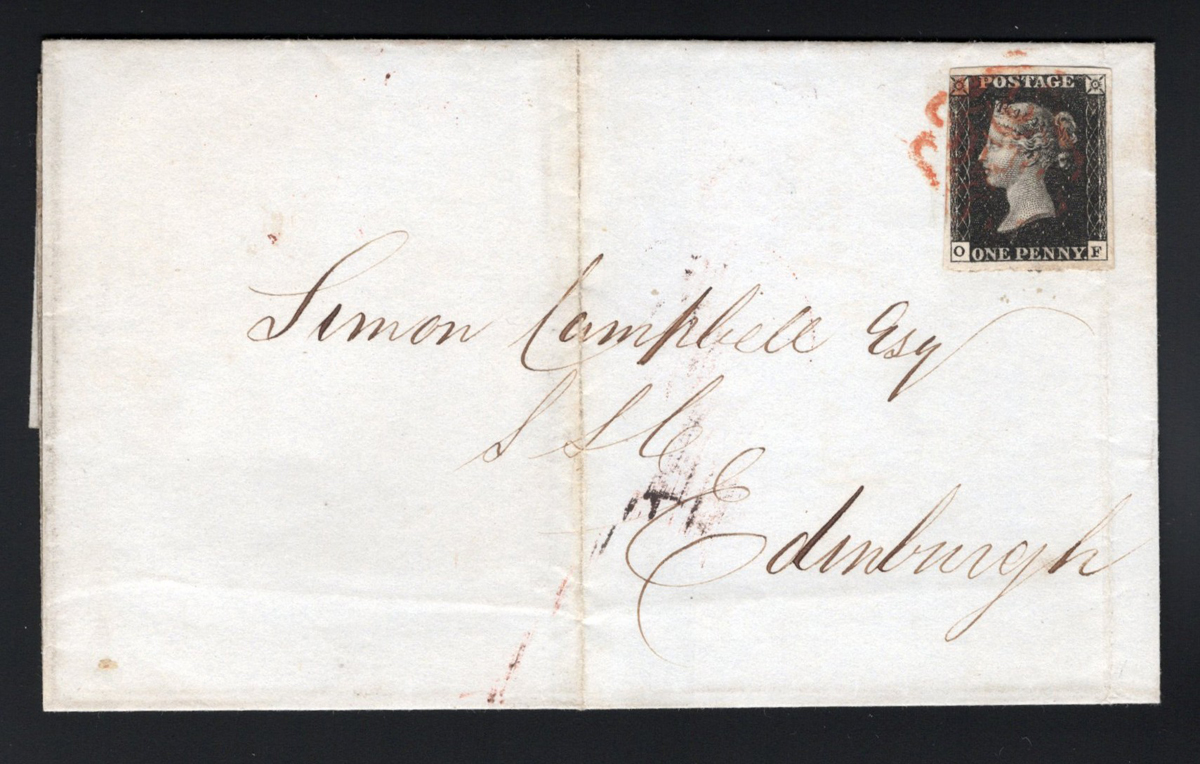 POSTAGE
O ONE PENNY. F
Simon Campbell Esq
S S C
Edinburgh